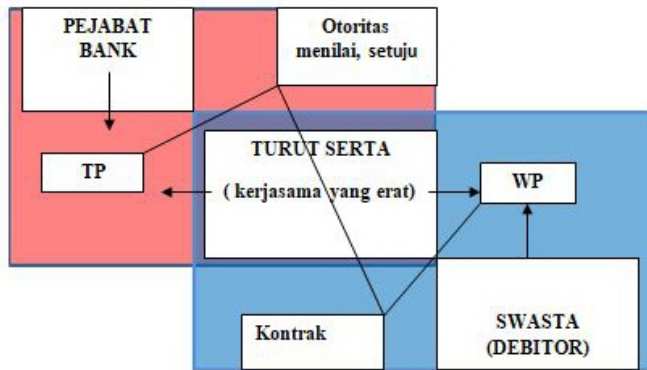 PEJABAT
BANK
Otoritas
menilai, setuju
TP
TURUT SERTA
( kerjasama yang erat)
WP
Kontrak
SWASTA
(DEBITOR)